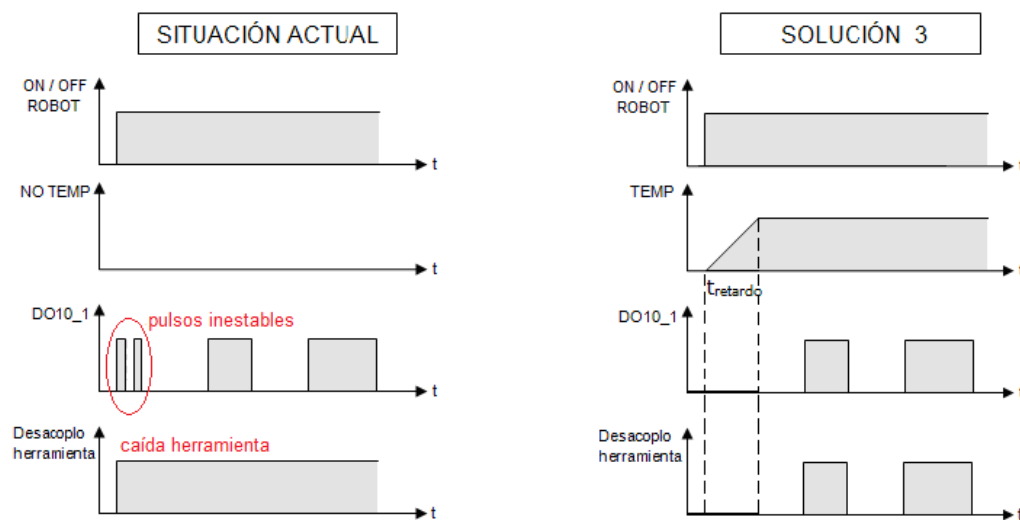 SITUACIÓN ACTUAL
ON / OFF
ROBOT
t
NO TEMP
t
DO10_1
pulsos inestables
t
Desacoplo
herramienta
caída herramienta
t
SOLUCIÓN 3
ON / OFF
ROBOT
t
TEMP
t
tretardo
DO10_1
t
Desacoplo
herramienta
t